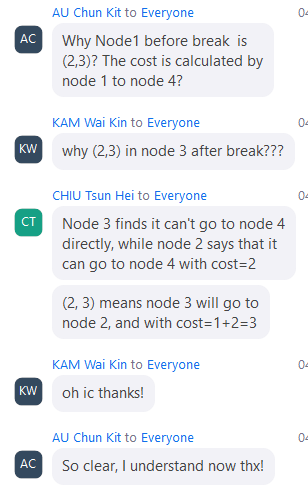 AU Chun Kit to Everyone
04
AC
Why Node1 before break is
(2,3)? The cost is calculated by
node 1 to node 4?
KAM Wai Kin to Everyone
04
KW
why (2,3) in node 3 after break???
CHIU Tsun Hei to Everyone
04
CT
Node 3 finds it can't go to node 4
directly, while node 2 says that it
can go to node 4 with cost=2
(2, 3) means node 3 will go to
node 2, and with cost=1+2=3
KAM Wai Kin to Everyone
04
KW
oh ic thanks!
AU Chun Kit to Everyone
04
AC
So clear, I understand now thx!